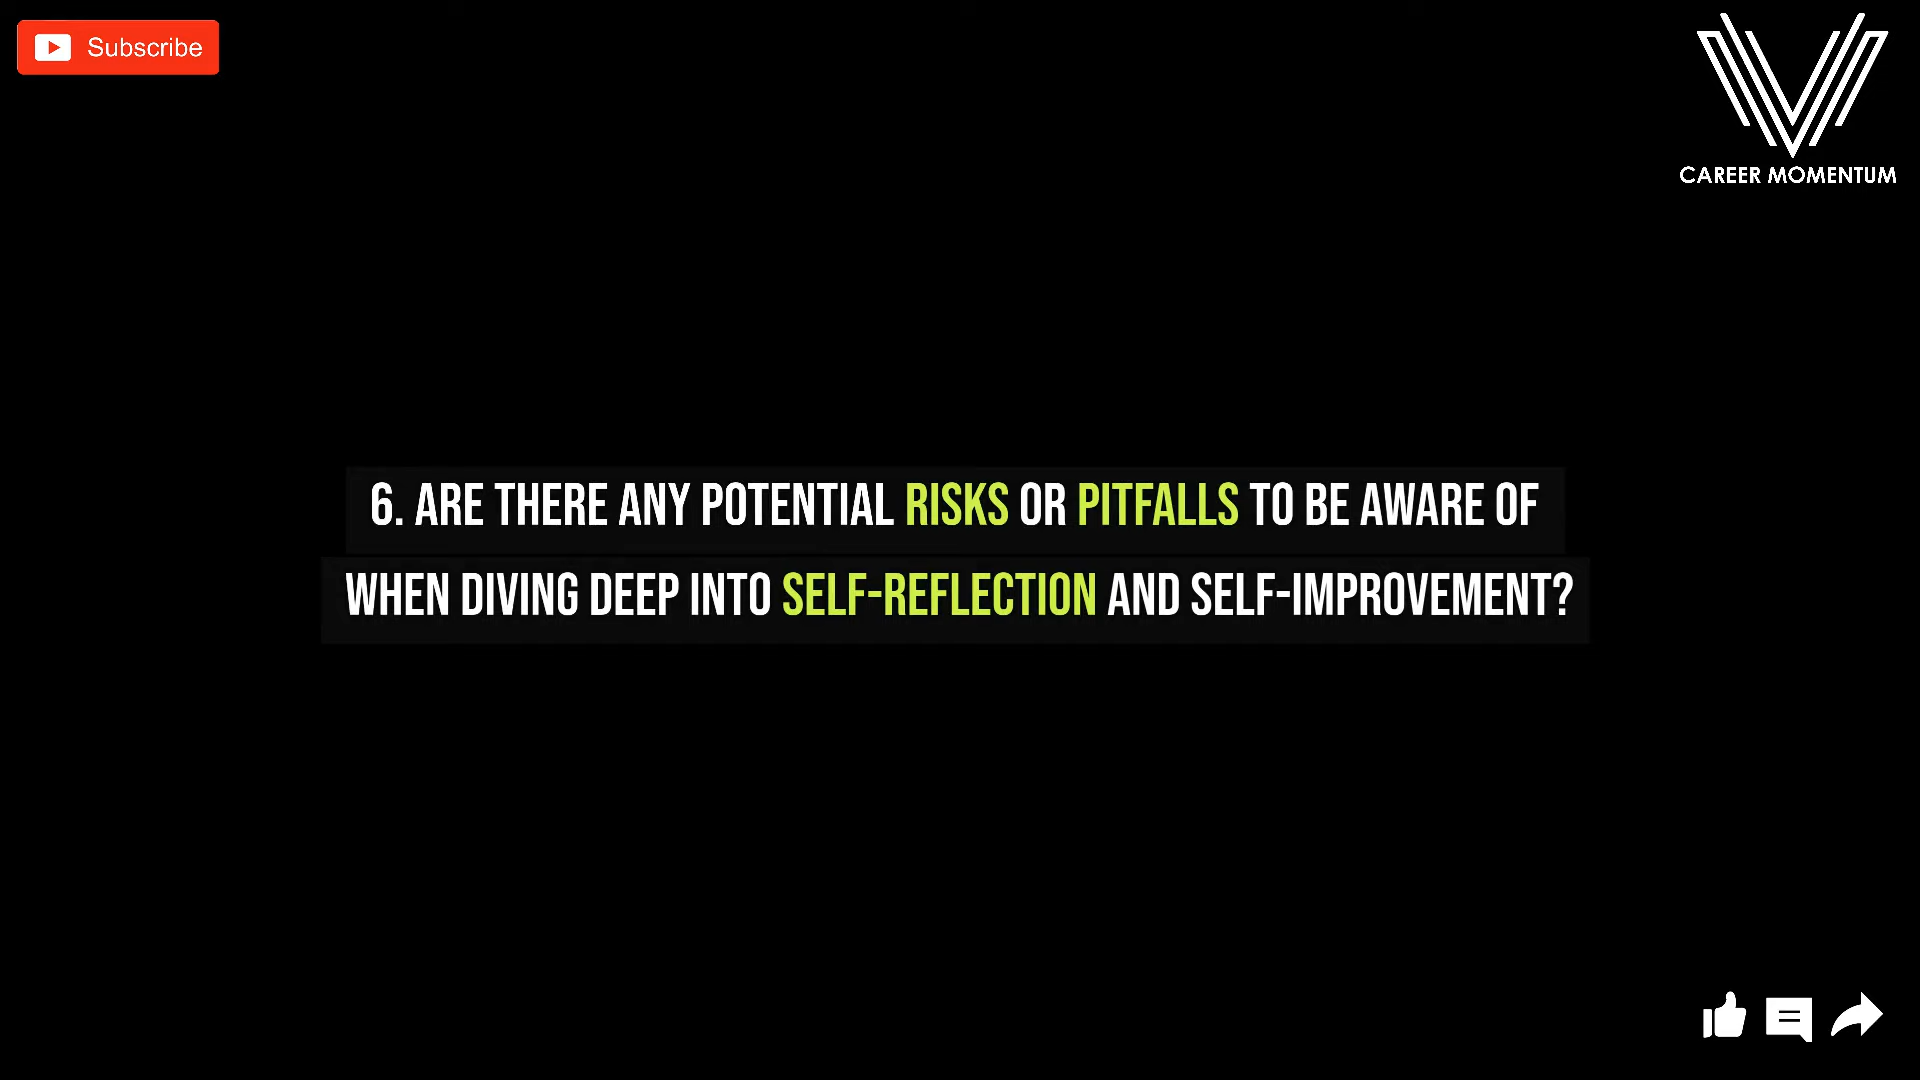 Subscribe
CAREER MOMENTUM
6. ARE THERE ANY POTENTIAL RISKS OR PITFALLS TO BE AWARE OF
WHEN DIVING DEEP INTO SELF-REFLECTION AND SELF-IMPROVEMENT?